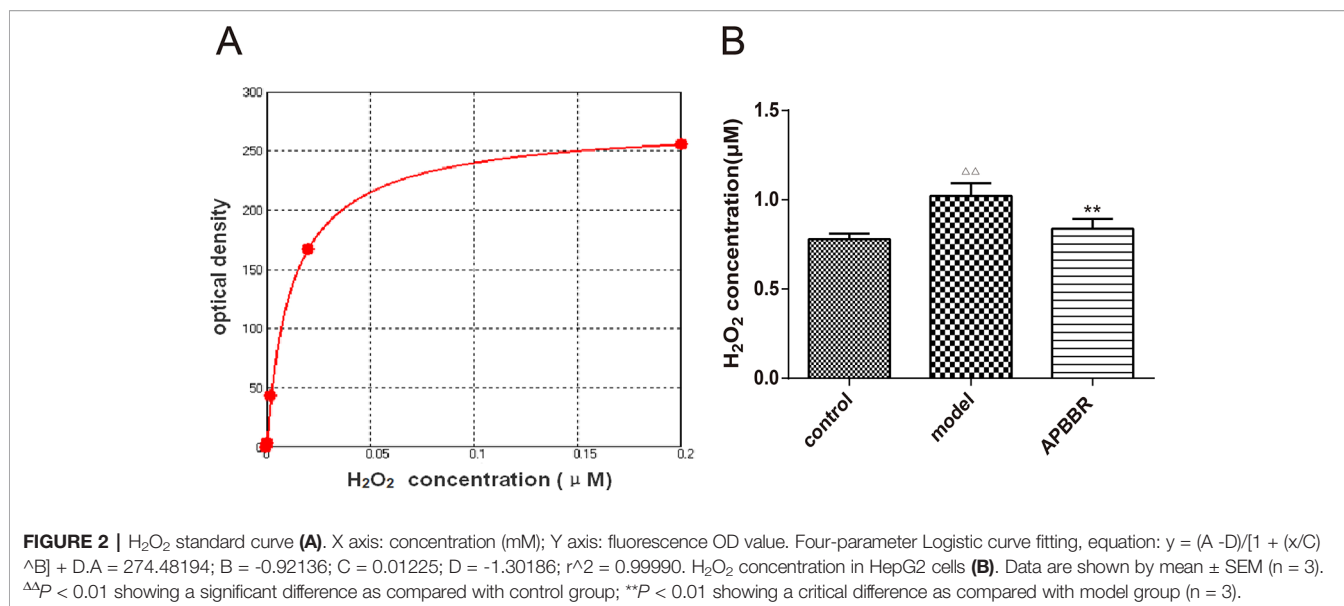 A
300
250
200
150
100
50
0
0
0.05
0.1
0.15
0.2
optical density
H₂O₂ concentration ( μ M)
B
1.5
1.0
0.5
0.0
H₂O₂ concentration(μM)
△△
**
control
model
APBBR
FIGURE 2 | H₂O₂ standard curve (A). X axis: concentration (mM); Y axis: fluorescence OD value. Four-parameter Logistic curve fitting, equation: y = (A -D)/[1 + (x/C)
^B] + D.A = 274.48194; B = -0.92136; C = 0.01225; D = -1.30186; r^2 = 0.99990. H₂O₂ concentration in HepG2 cells (B). Data are shown by mean ± SEM (n = 3).
△△P < 0.01 showing a significant difference as compared with control group; **P < 0.01 showing a critical difference as compared with model group (n = 3).